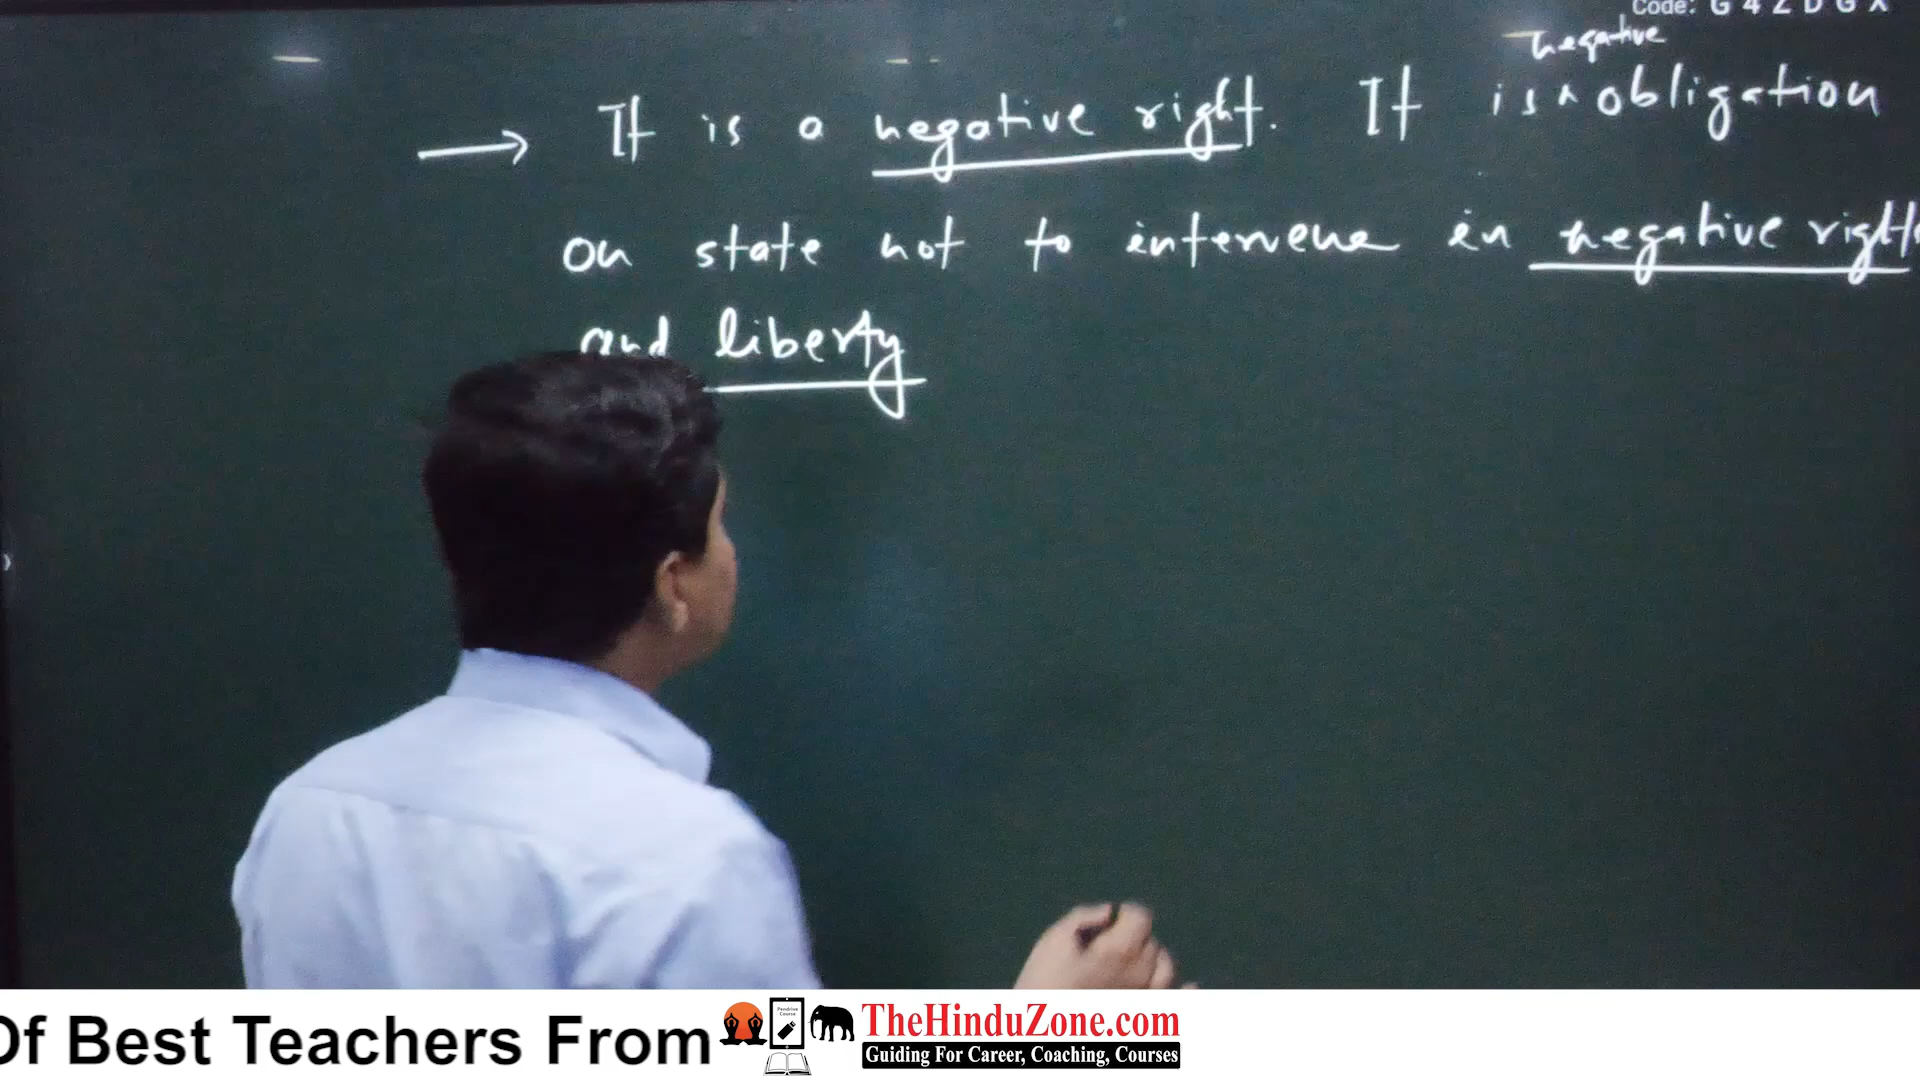 Code: G 4 Z D G X
negative
→ It is a negative right. It is ^ obligation
on state not to intervene in negative rights
and liberty
Of Best Teachers From
TheHinduZone.com
Guiding For Career, Coaching, Courses